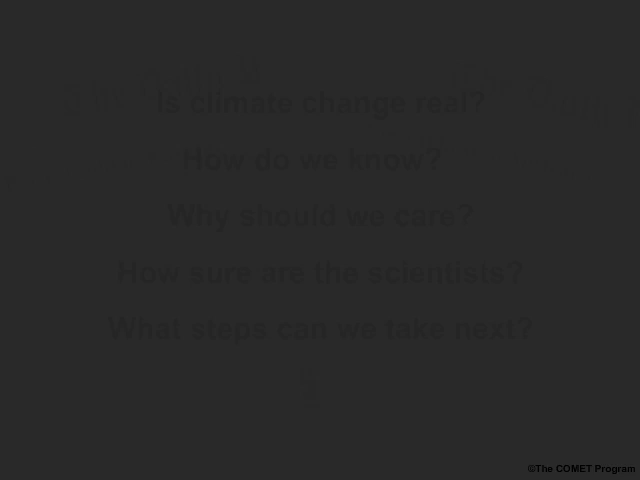 Is climate change real?
How do we know?
Why should we care?
How sure are the scientists?
What steps can we take next?
©The COMET Program